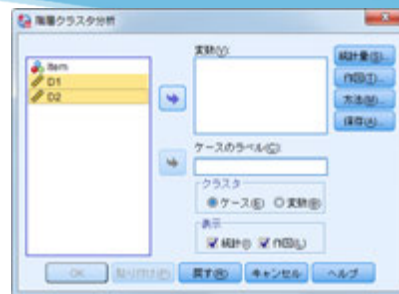 階層クラスタ分析
Item
D1
D2
変数(V):
統計量(S)...
作図(T)...
方法(M)...
保存(A)...
ケースのラベル(C):
クラスタ
ケース(E) 変数(B)
表示
統計(I) 作図(L)
OK 貼り付け(P) 戻す(R) キャンセル ヘルプ